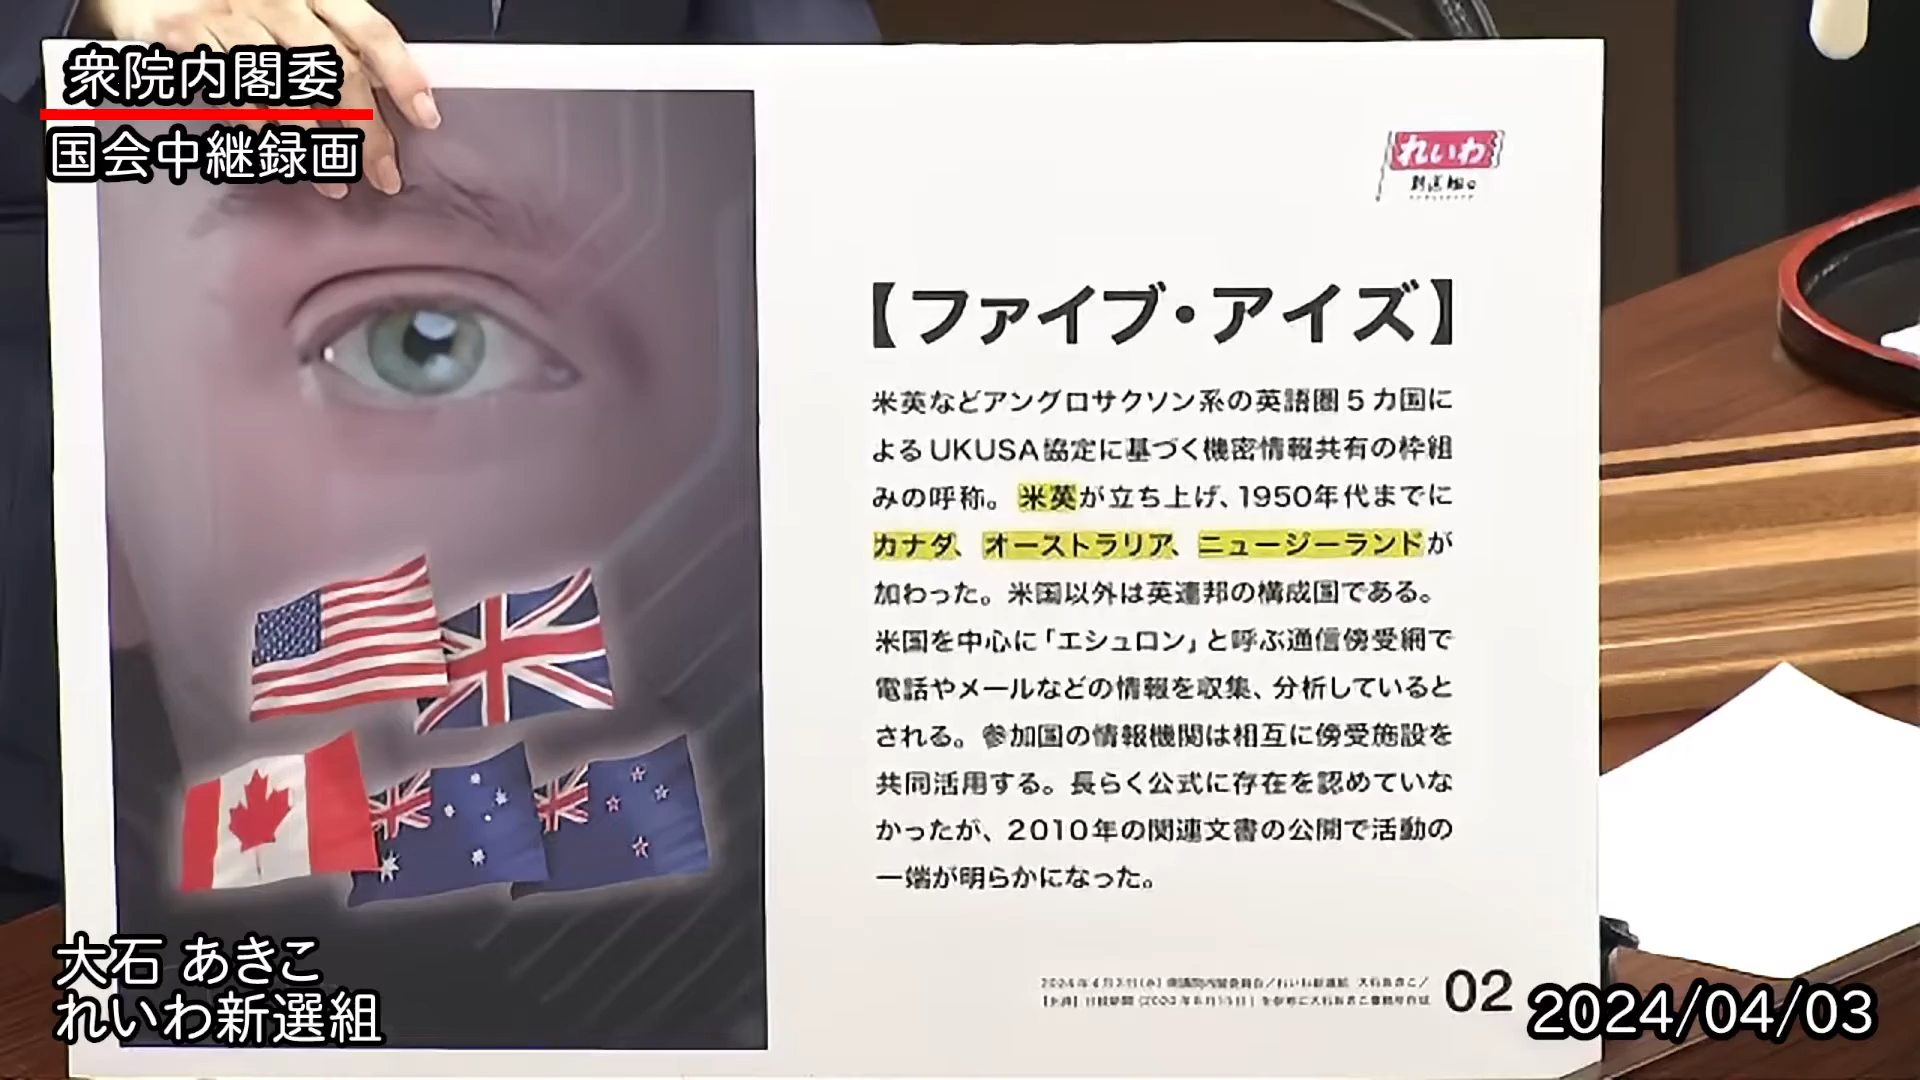 衆院内閣委
国会中継録画
れいわ
新選組
【ファイブ・アイズ】
米英などアングロサクソン系の英語圏5カ国に
よるUKUSA協定に基づく機密情報共有の枠組
みの呼称。米英が立ち上げ、1950年代までに
カナダ、オーストラリア、ニュージーランドが
加わった。米国以外は英連邦の構成国である。
米国を中心に「エシュロン」と呼ぶ通信傍受網で
電話やメールなどの情報を収集、分析していると
される。参加国の情報機関は相互に傍受施設を
共同活用する。長らく公式に存在を認めていな
かったが、2010年の関連文書の公開で活動の
一端が明らかになった。
02
大石 あきこ
れいわ新選組
2024/04/03